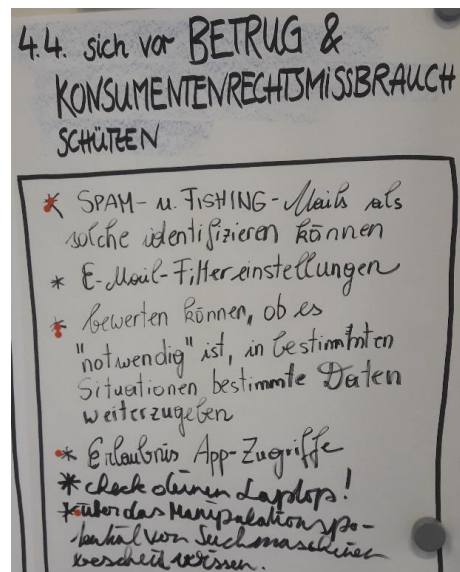 4.4. sich vor BETRUG &
KONSUMENTENRECHTSMISSBRAUCH
SCHÜTZEN
* SPAM- u. FISHING-Mails als
solche identifizieren können
* E-Mail-Filtereinstellungen
* bewerten können, ob es
"notwendig" ist, in bestimmten
Situationen bestimmte Daten
weiterzugeben
* Erlaubnis App-Zugriffe
* check deinen Laptop!
* über das Manipulationspo-
tential von Suchmaschinen
bescheit wissen.